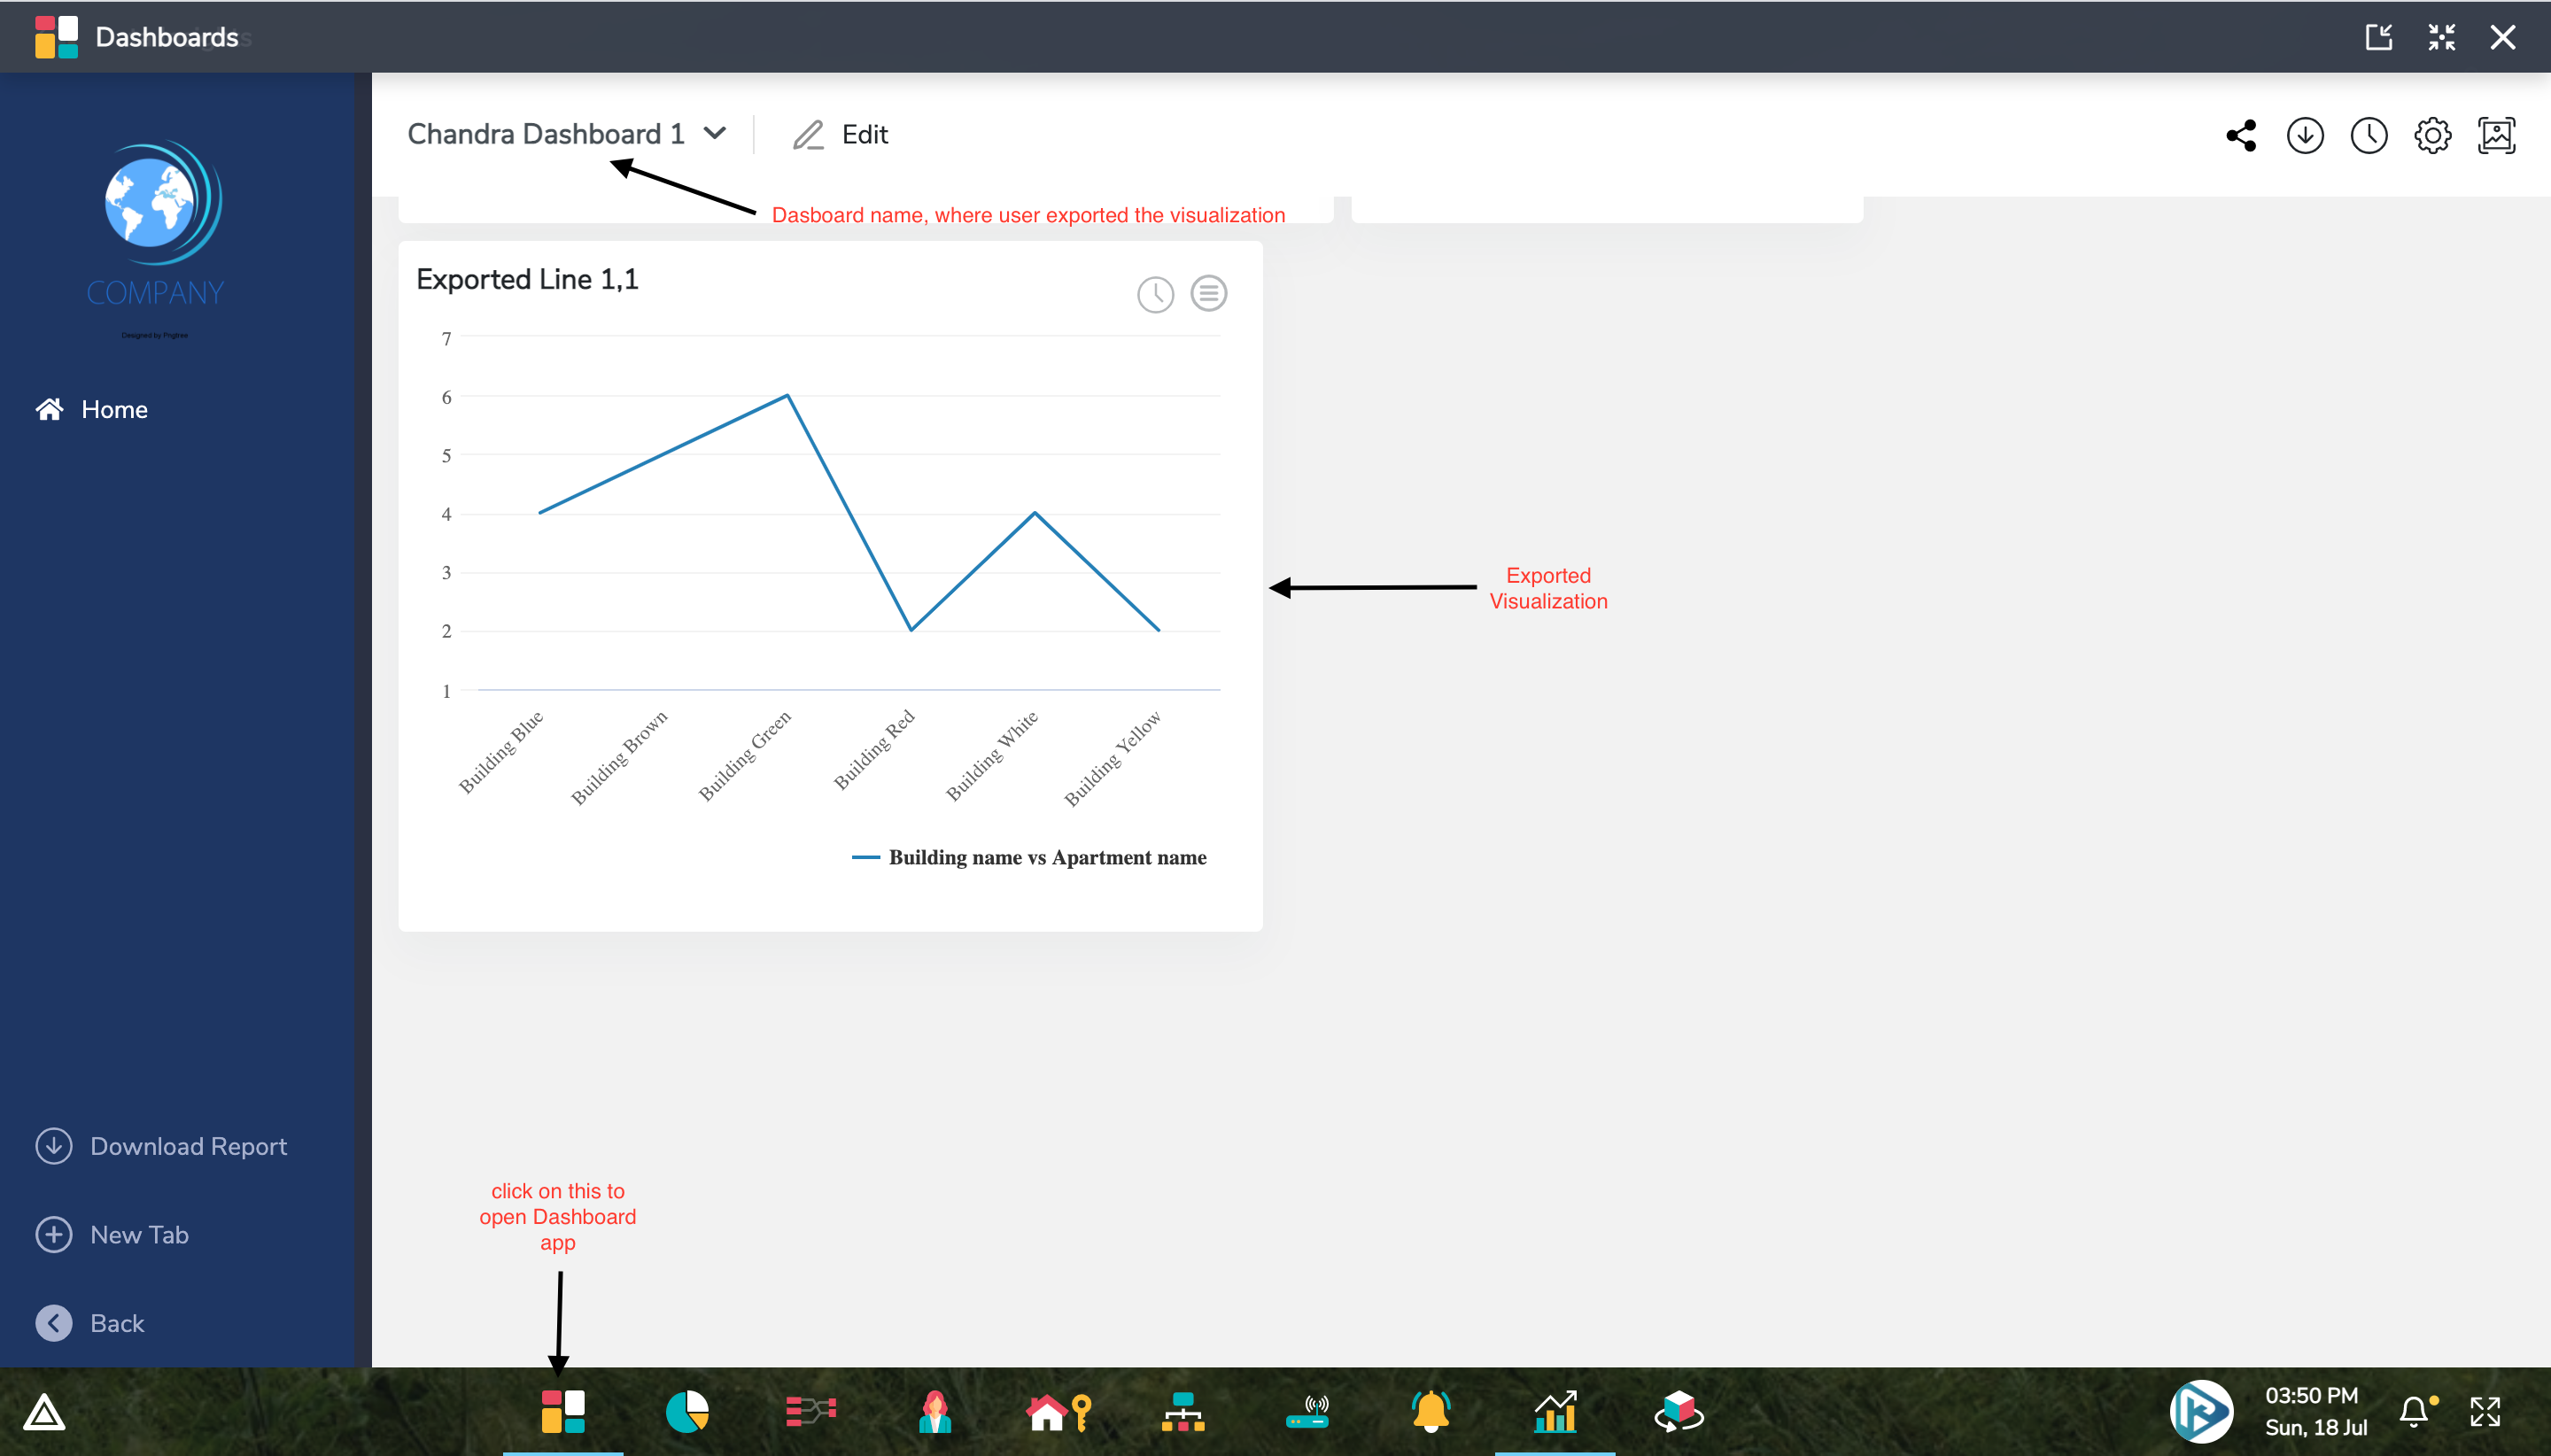 Dashboards
Chandra Dashboard 1
Edit
Dasboard name, where user exported the visualization
COMPANY
Designed by Pngtree
Home
Exported Line 1,1
7
6
5
4
3
2
1
Building Blue
Building Brown
Building Green
Building Red
Building White
Building Yellow
Building name vs Apartment name
Exported
Visualization
Download Report
New Tab
Back
click on this to
open Dashboard
app
03:50 PM
Sun, 18 Jul